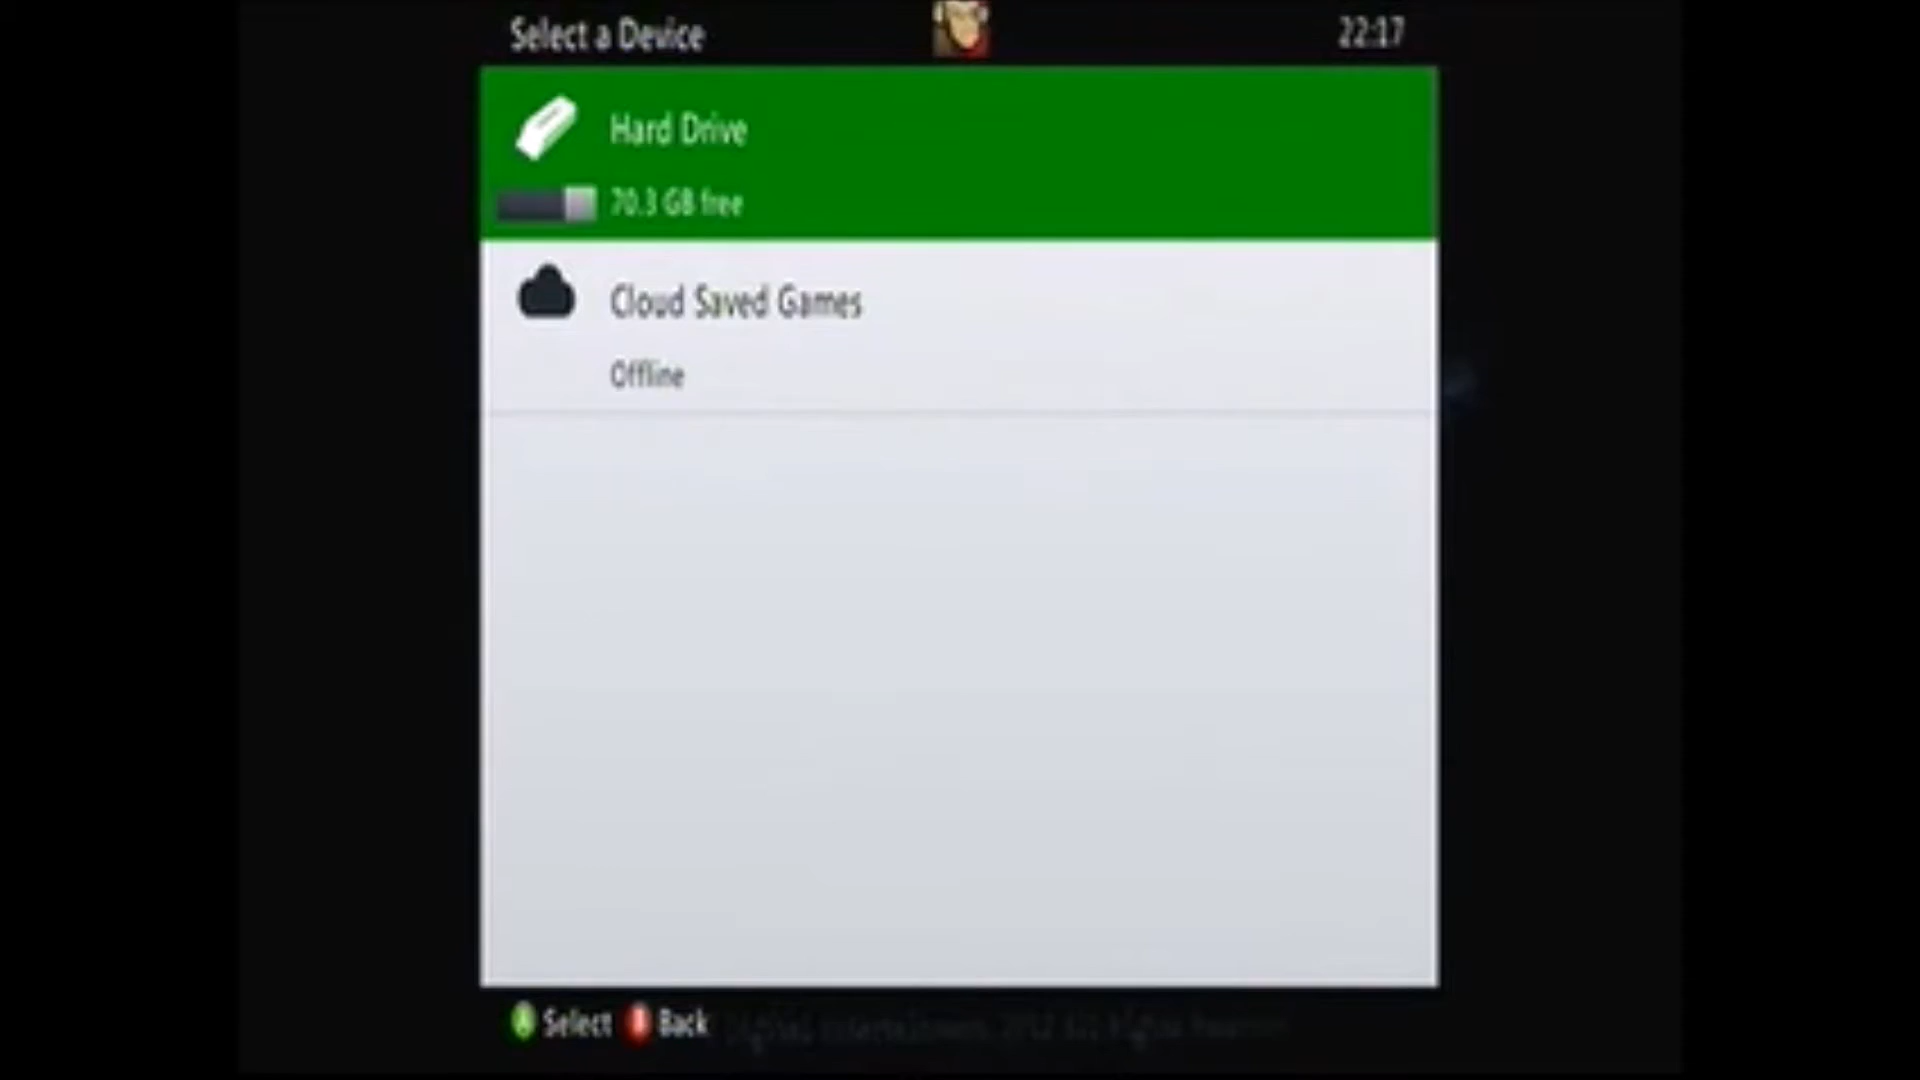 Select a Device
22:17
Hard Drive
70.3 GB free
Cloud Saved Games
Offline
A Select B Back